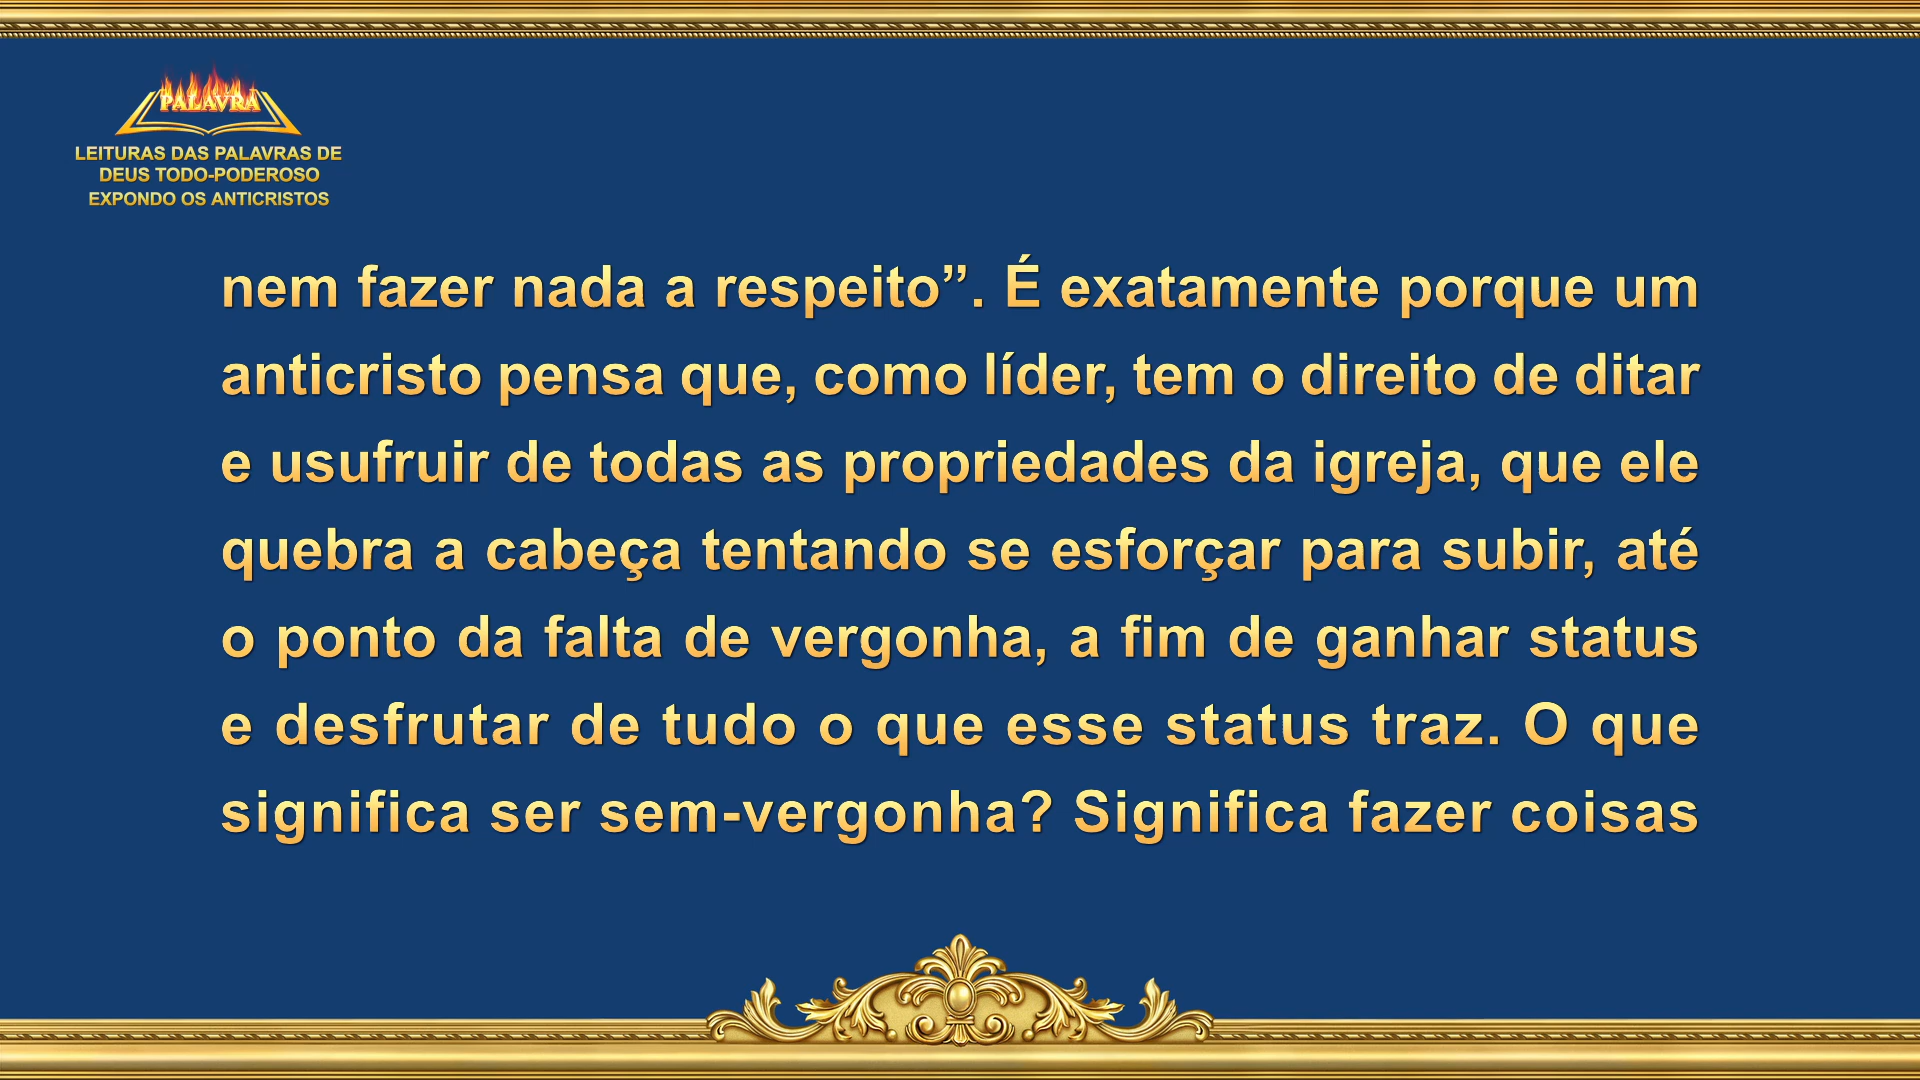 PALAVRA
LEITURAS DAS PALAVRAS DE
DEUS TODO-PODEROSO
EXPONDO OS ANTICRISTOS
nem fazer nada a respeito”. É exatamente porque um
anticristo pensa que, como líder, tem o direito de ditar
e usufruir de todas as propriedades da igreja, que ele
quebra a cabeça tentando se esforçar para subir, até
o ponto da falta de vergonha, a fim de ganhar status
e desfrutar de tudo o que esse status traz. O que
significa ser sem-vergonha? Significa fazer coisas